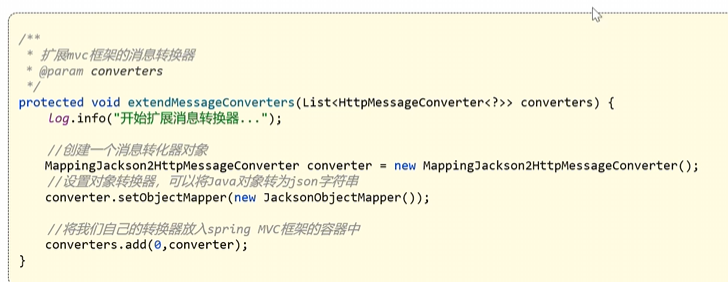 /**
 * 扩展mvc框架的消息转换器
 * @param converters
 */
protected void extendMessageConverters(List<HttpMessageConverter<?>> converters) {
    log.info("开始扩展消息转换器...");
    //创建一个消息转化器对象
    MappingJackson2HttpMessageConverter converter = new MappingJackson2HttpMessageConverter();
    //设置对象转换器，可以将Java对象转为json字符串
    converter.setObjectMapper(new JacksonObjectMapper());
    //将我们自己的转换器放入spring MVC框架的容器中
    converters.add(0,converter);
}